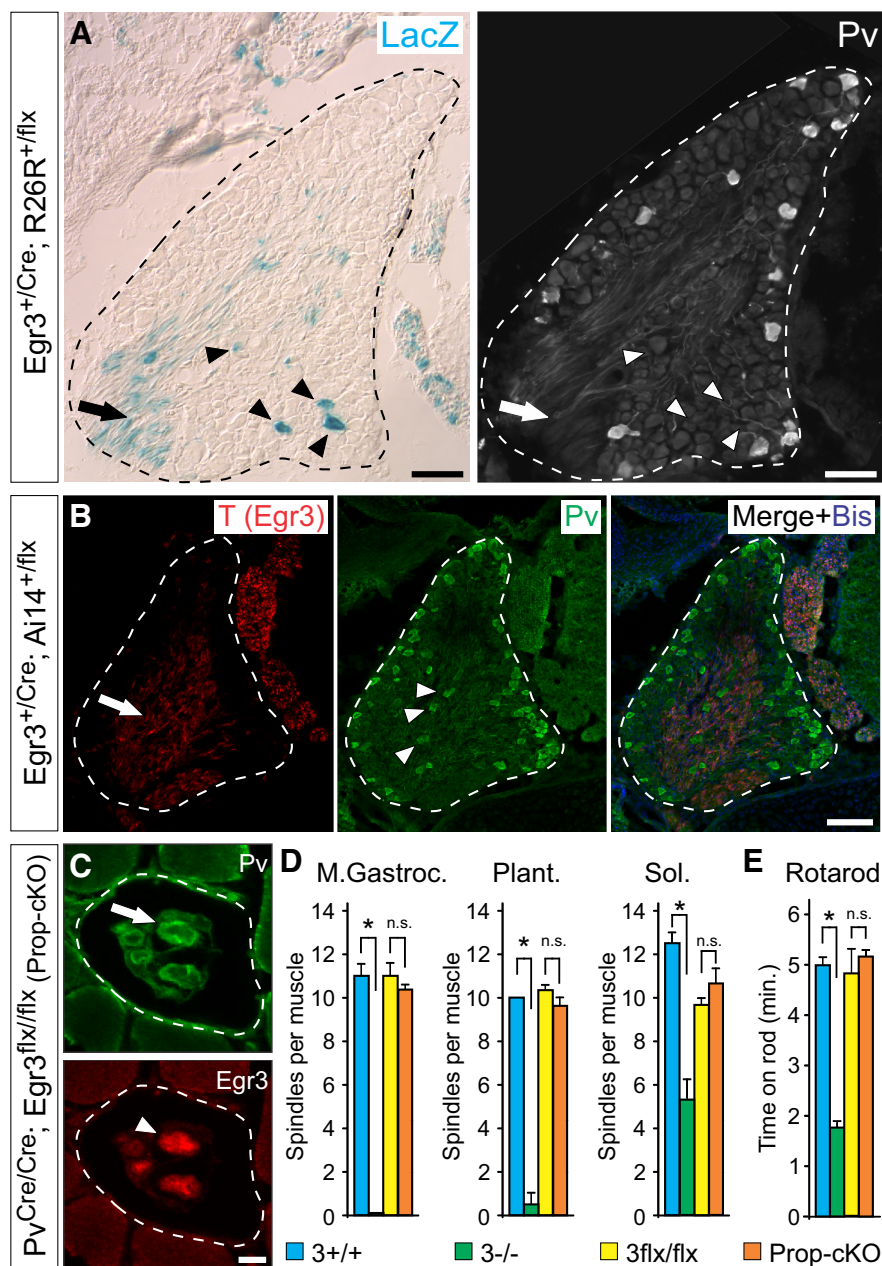 Egr3+/Cre; R26R+/flx
A
LacZ
Pv
Egr3+/Cre; Ai14+/flx
B
T (Egr3)
Pv
Merge+Bis
PvCre/Cre; Egr3flx//flx (Prop-cKO)
C
Pv
Egr3
D
M.Gastroc.
Spindles per muscle
14
12
10
8
6
4
2
0
*
n.s.
Plant.
Spindles per muscle
14
12
10
8
6
4
2
0
*
n.s.
Sol.
Spindles per muscle
14
12
10
8
6
4
2
0
*
n.s.
E
Rotarod
Time on rod (min.)
6
5
4
3
2
1
0
*
n.s.
3+/+
3-/-
3flx/flx
Prop-cKO